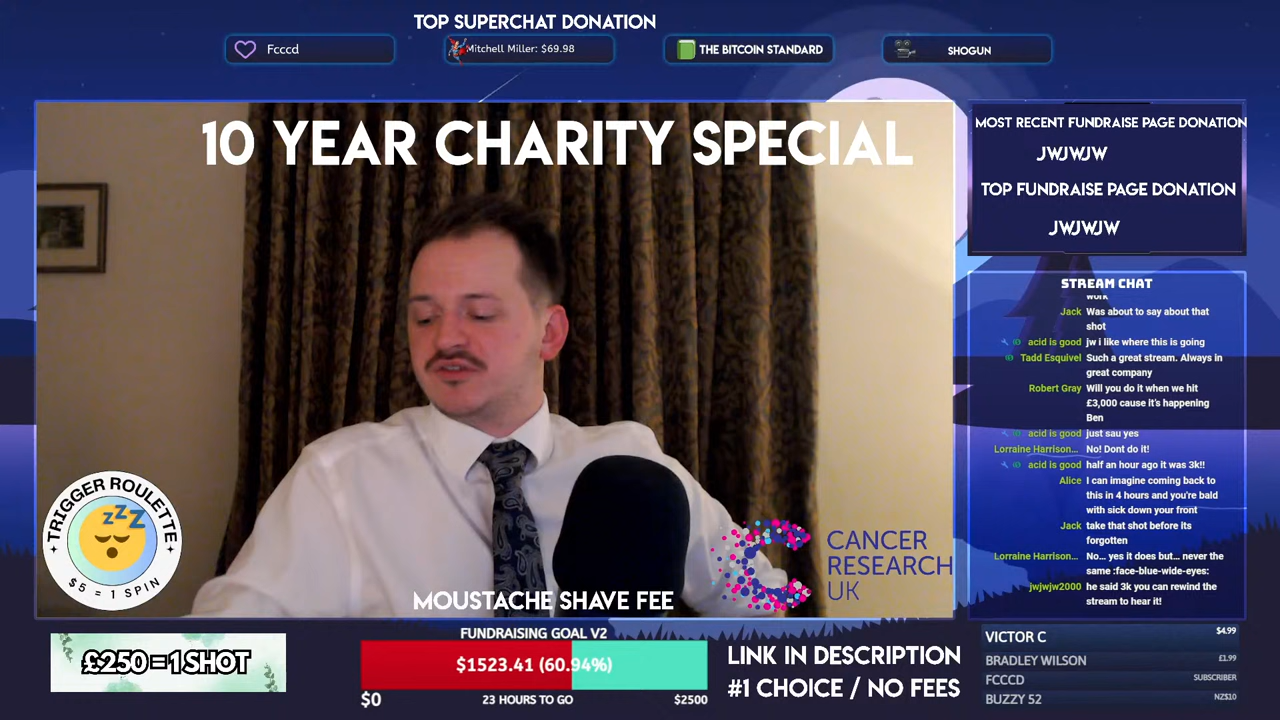 TOP SUPERCHAT DONATION
Fcccd
Mitchell Miller: $69.98
THE BITCOIN STANDARD
SHOGUN
10 YEAR CHARITY SPECIAL
MOST RECENT FUNDRAISE PAGE DONATION
JWJWJW
TOP FUNDRAISE PAGE DONATION
JWJWJW
STREAM CHAT
work
Jack Was about to say about that
shot
acid is good jw i like where this is going
Tadd Esquivel Such a great stream. Always in
great company
Robert Gray Will you do it when we hit
£3,000 cause it's happening
Ben
acid is good just sau yes
Lorraine Harrison... No! Dont do it!
acid is good half an hour ago it was 3k!!
Alice I can imagine coming back to
this in 4 hours and you're bald
with sick down your front
Jack take that shot before its
forgotten
Lorraine Harrison... No... yes it does but... never the
same :face-blue-wide-eyes:
jwjwjw2000 he said 3k you can rewind the
stream to hear it!
TRIGGER ROULETTE
zzz
$5 = 1 SPIN
CANCER
RESEARCH
UK
MOUSTACHE SHAVE FEE
£250 = 1 SHOT
FUNDRAISING GOAL V2
$1523.41 (60.94%)
$0
23 HOURS TO GO
$2500
LINK IN DESCRIPTION
#1 CHOICE / NO FEES
VICTOR C $4.99
BRADLEY WILSON £1.99
FCCCD SUBSCRIBER
BUZZY 52 NZ$10